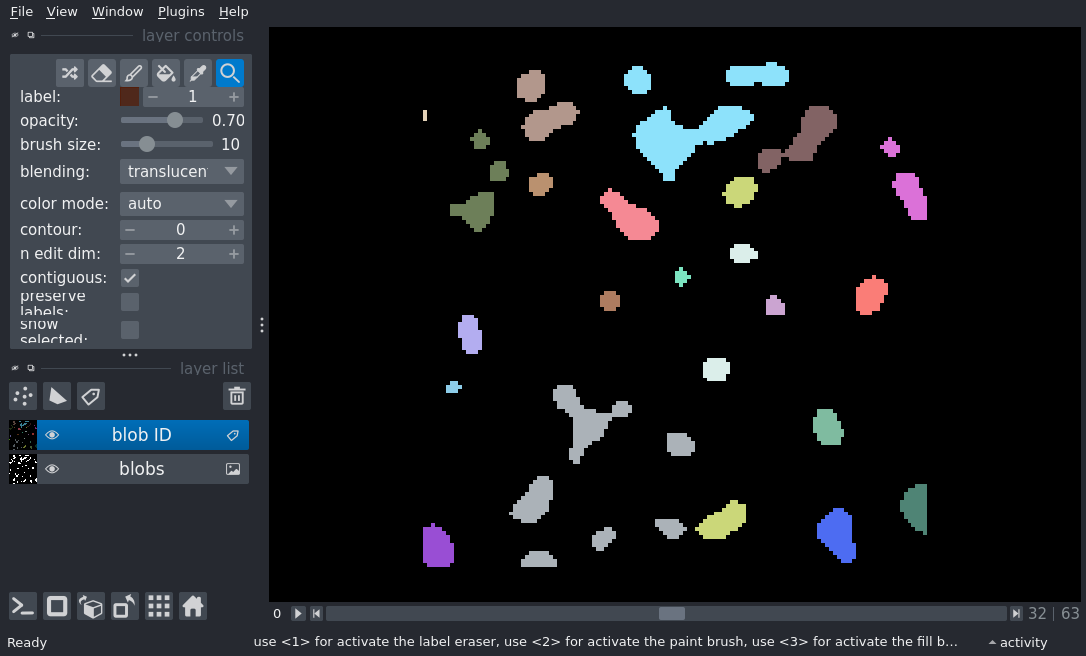 File View Window Plugins Help
layer controls
label: − 1 +
opacity: 0.70
brush size: 10
blending: translucen
color mode: auto
contour: − 0 +
n edit dim: − 2 +
contiguous:
preserve
labels:
show
selected:
layer list
blob ID
blobs
0 32 | 63
Ready use <1> for activate the label eraser, use <2> for activate the paint brush, use <3> for activate the fill b... activity